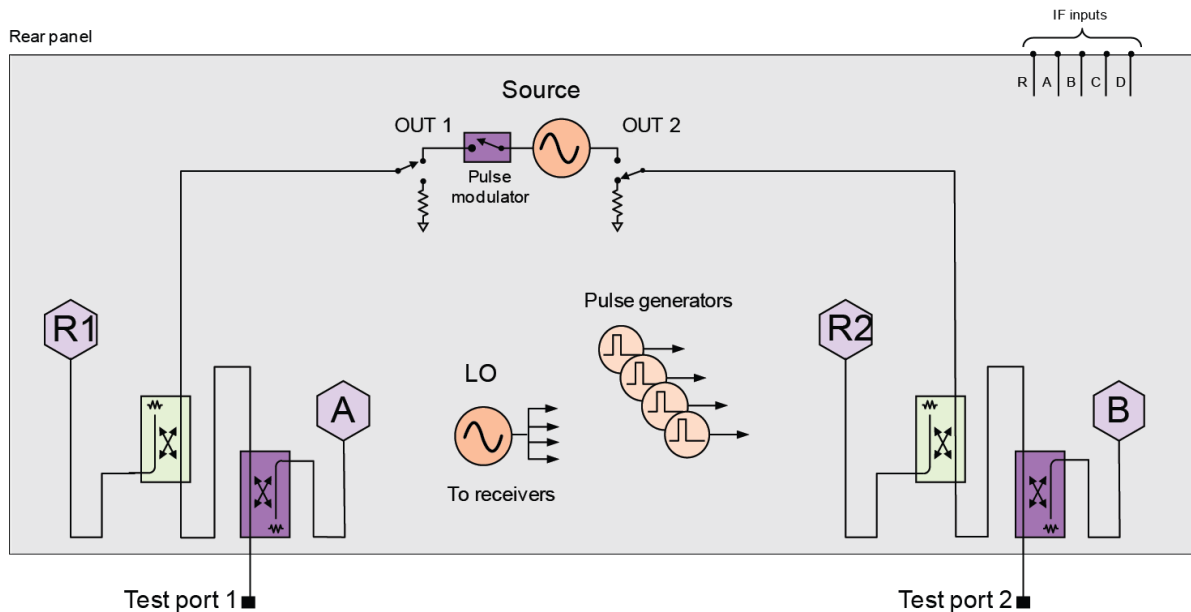 IF inputs
Rear panel
R A B C D
Source
OUT 1
OUT 2
Pulse
modulator
Pulse generators
R1
R2
LO
A
B
To receivers
Test port 1
Test port 2